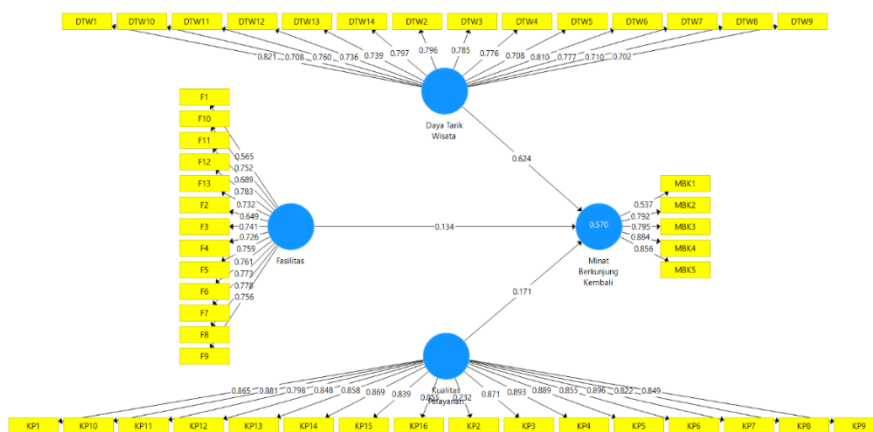 DTW1 DTW10 DTW11 DTW12 DTW13 DTW14 DTW2 DTW3 DTW4 DTW5 DTW6 DTW7 DTW8 DTW9
0.821 0.708 0.760 0.736 0.739 0.797 0.796 0.785 0.776 0.708 0.810 0.777 0.710 0.702
Daya Tarik
Wisata
0.624
F1
F10
F11
F12
F13
F2
F3
F4
F5
F6
F7
F8
F9
0.565
0.752
0.689
0.783
0.732
0.649
0.741
0.726
0.759
0.761
0.773
0.778
0.756
Fasilitas
0.134
0.570
Minat
Berkunjung
Kembali
0.537
0.792
0.795
0.884
0.856
MBK1
MBK2
MBK3
MBK4
MBK5
0.171
Kualitas
Pelayanan
0.865 0.881 0.798 0.848 0.858 0.869 0.839 0.855 0.232 0.871 0.893 0.889 0.855 0.896 0.822 0.849
KP1 KP10 KP11 KP12 KP13 KP14 KP15 KP16 KP2 KP3 KP4 KP5 KP6 KP7 KP8 KP9